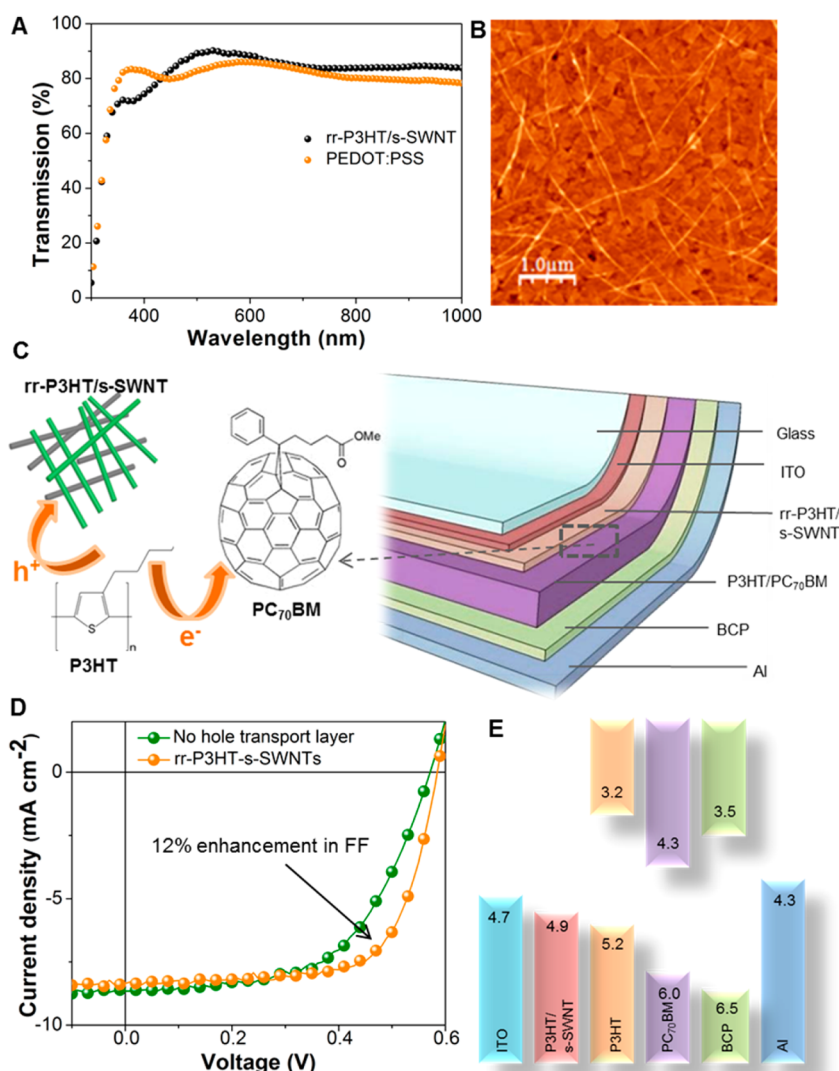 A
Transmission (%)
100
80
60
40
20
0
rr-P3HT/s-SWNT
PEDOT:PSS
400
600
800
1000
Wavelength (nm)
B
1.0µm
C
rr-P3HT/s-SWNT
h+
P3HT
S
n
e-
OMe
O
PC70BM
Glass
ITO
rr-P3HT/
s-SWNT
P3HT/PC70BM
BCP
Al
D
Current density (mA cm-2)
0
-5
-10
No hole transport layer
rr-P3HT-s-SWNTs
12% enhancement in FF
0.0
0.2
0.4
0.6
Voltage (V)
E
3.2
4.3
3.5
4.7
4.9
5.2
6.0
6.5
4.3
ITO
P3HT/
s-SWNT
P3HT
PC70BM
BCP
Al